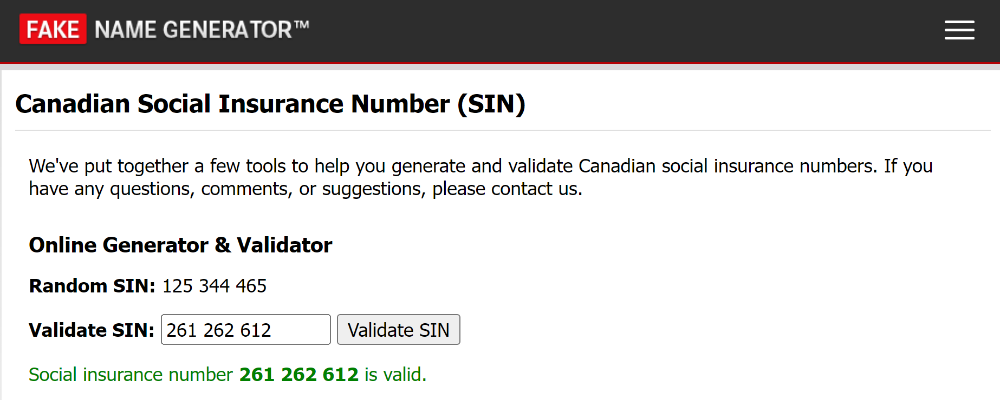 FAKE NAME GENERATOR™
Canadian Social Insurance Number (SIN)
We've put together a few tools to help you generate and validate Canadian social insurance numbers. If you
have any questions, comments, or suggestions, please contact us.
Online Generator & Validator
Random SIN: 125 344 465
Validate SIN: 261 262 612 Validate SIN
Social insurance number 261 262 612 is valid.